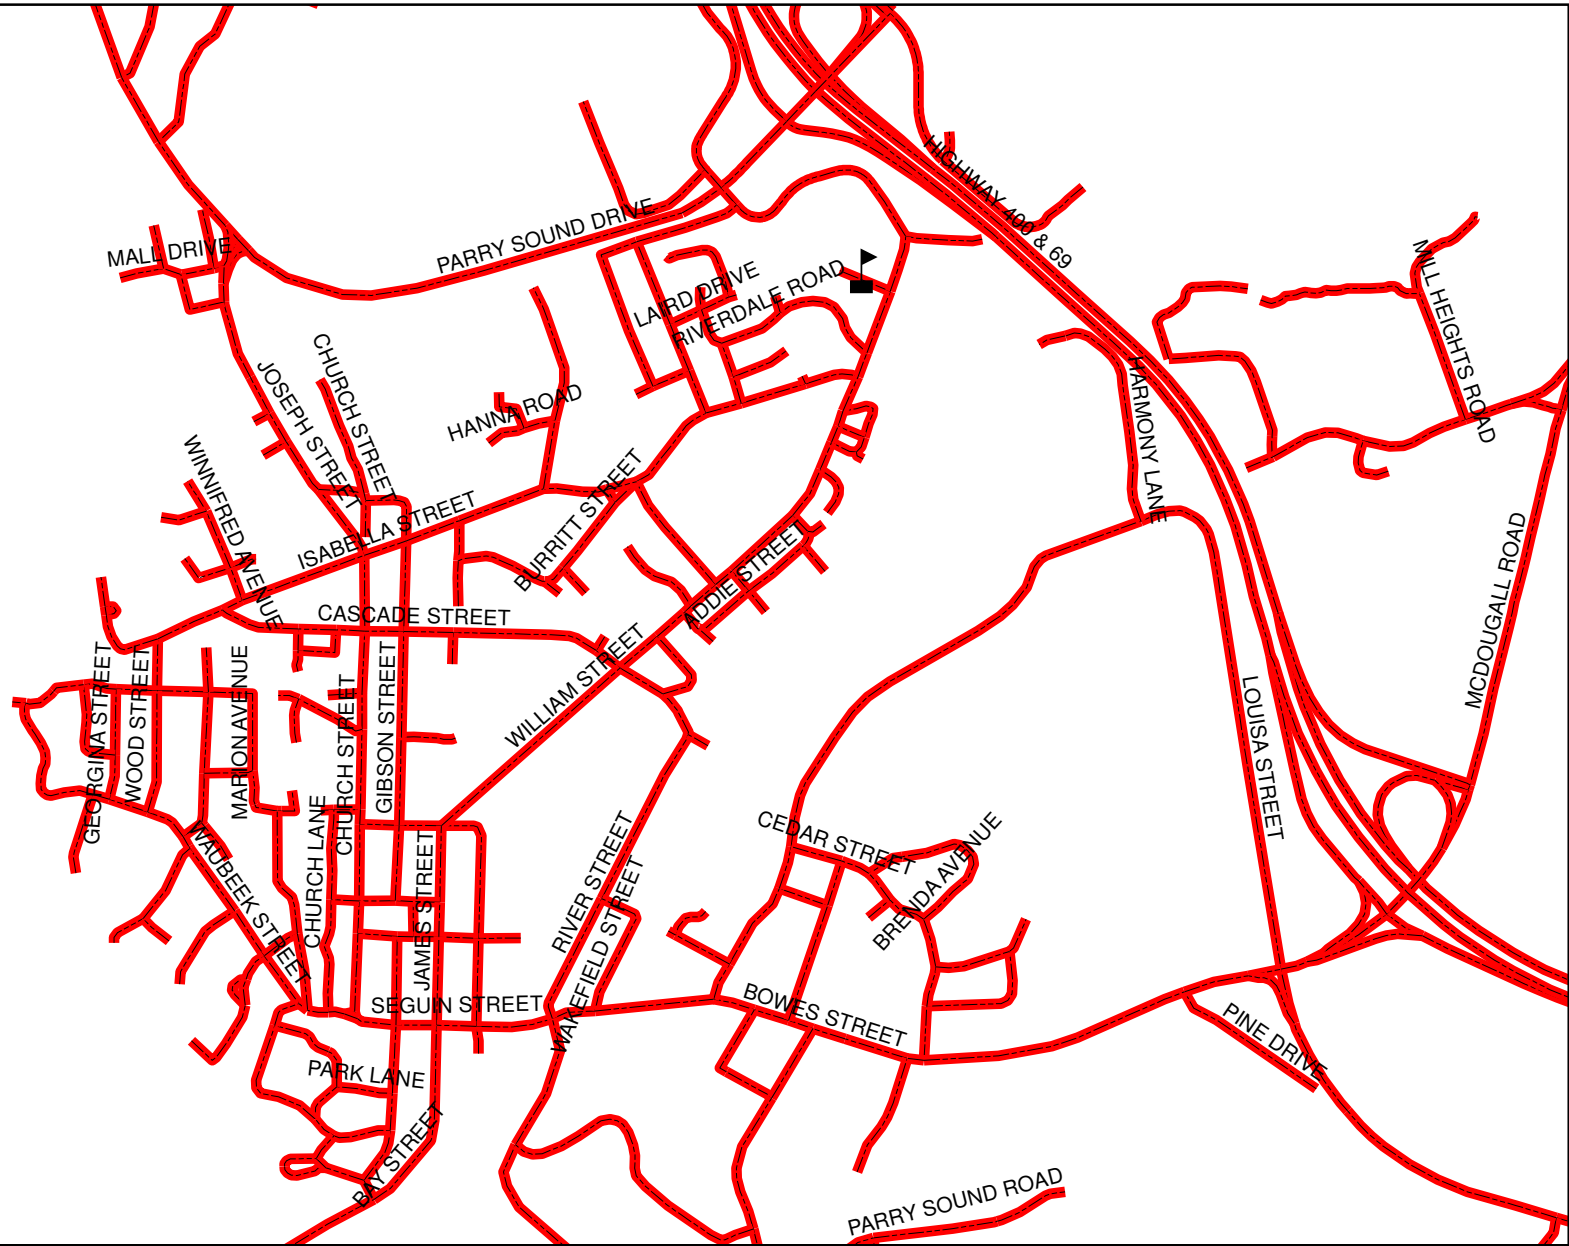 HIGHWAY 400 & 69
PARRY SOUND DRIVE
MALL DRIVE
LAIRD DRIVE
RIVERDALE ROAD
MILL HEIGHTS ROAD
CHURCH STREET
JOSEPH STREET
HANNA ROAD
HARMONY LANE
WINNIFRED AVENUE
ISABELLA STREET
BURRITT STREET
ADDIE STREET
MCDOUGALL ROAD
CASCADE STREET
WILLIAM STREET
GEORGINA STREET
WOOD STREET
MARION AVENUE
CHURCH STREET
GIBSON STREET
LOUISA STREET
WAUBEEK STREET
CHURCH LANE
JAMES STREET
RIVER STREET
WAKEFIELD STREET
CEDAR STREET
BRENDA AVENUE
SEGUIN STREET
BOWES STREET
PINE DRIVE
PARK LANE
BAY STREET
PARRY SOUND ROAD